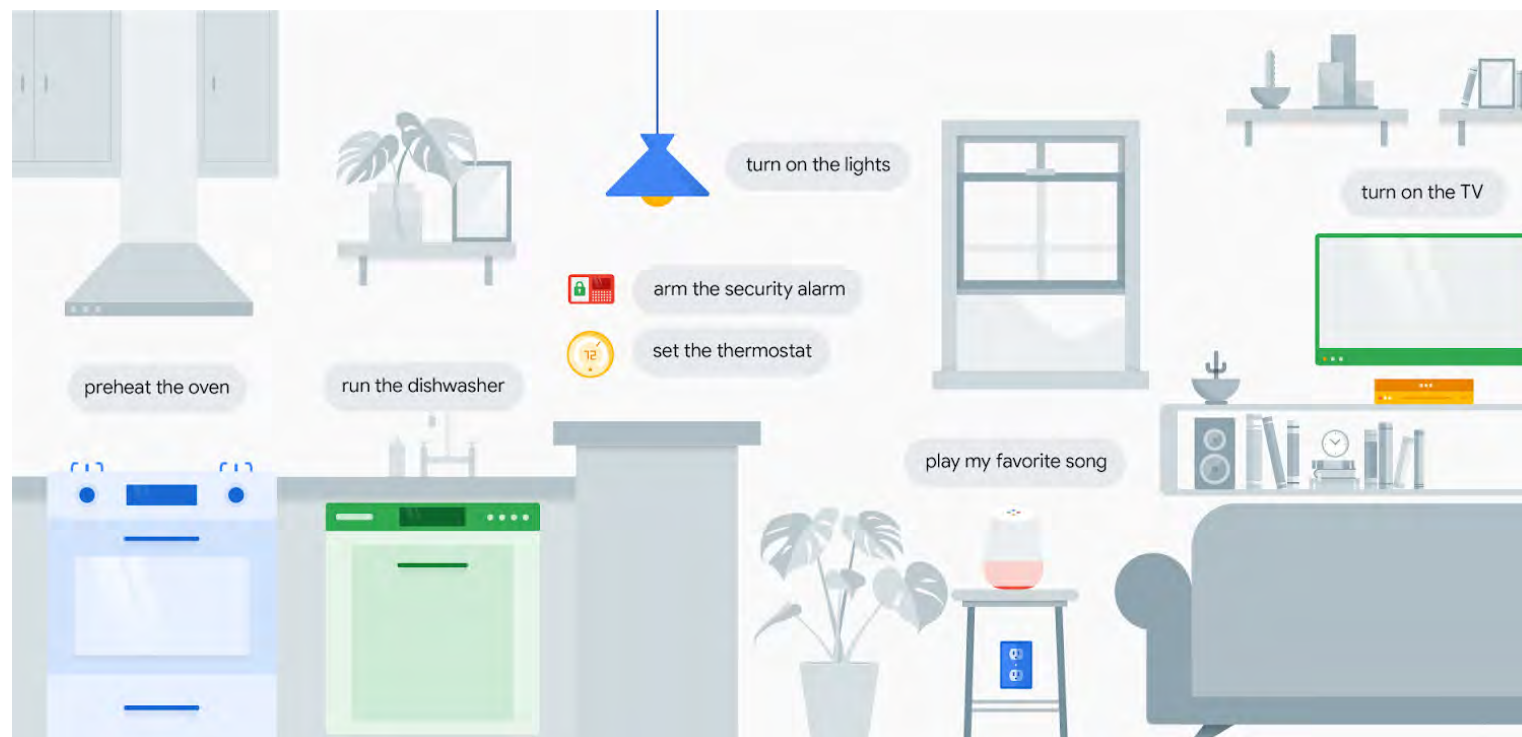 turn on the lights
turn on the TV
arm the security alarm
set the thermostat
72
preheat the oven
run the dishwasher
play my favorite song